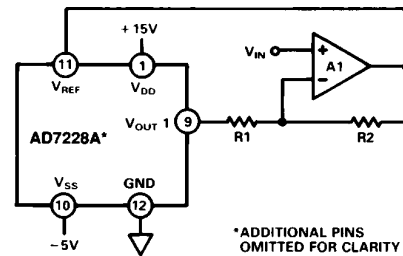 + 15V
11
1
VREF
VDD
VIN
+
A1
−
VOUT 1
9
R1
R2
AD7228A*
VSS
GND
10
12
−5V
*ADDITIONAL PINS
OMITTED FOR CLARITY